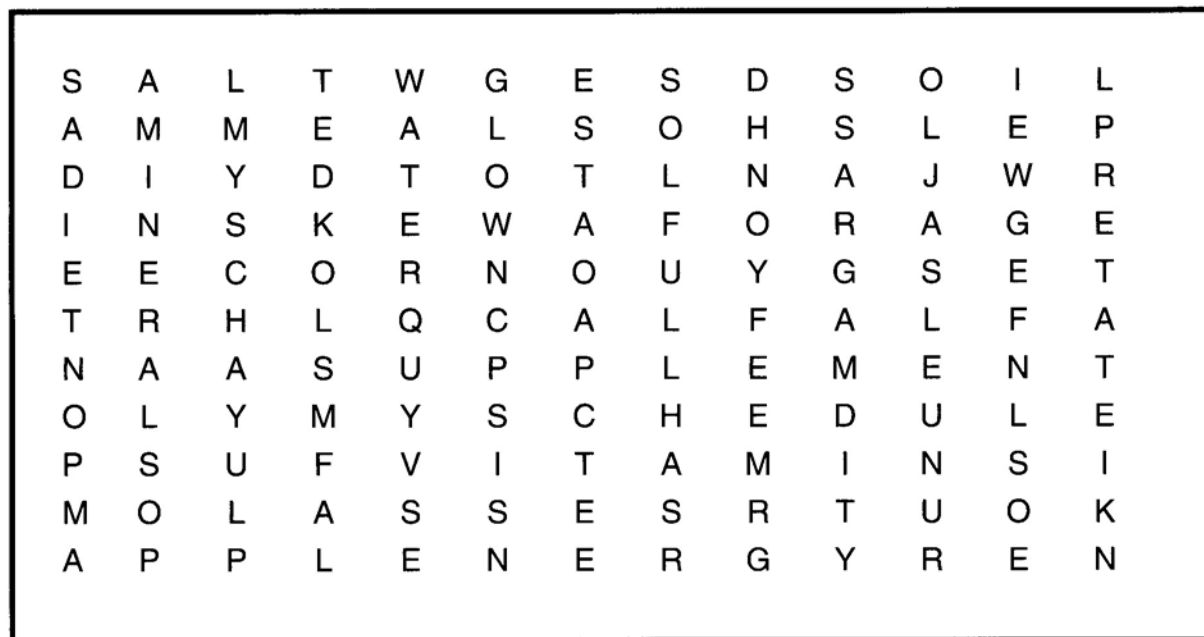 S A L T W G E S D S O I L
A M M E A L S O H S L E P
D I Y D T O T L N A J W R
I N S K E W A F O R A G E
E E C O R N O U Y G S E T
T R H L Q C A L F A L F A
N A A S U P P L E M E N T
O L Y M Y S C H E D U L E
P S U F V I T A M I N S I
M O L A S S E S R T U O K
A P P L E N E R G Y R E N